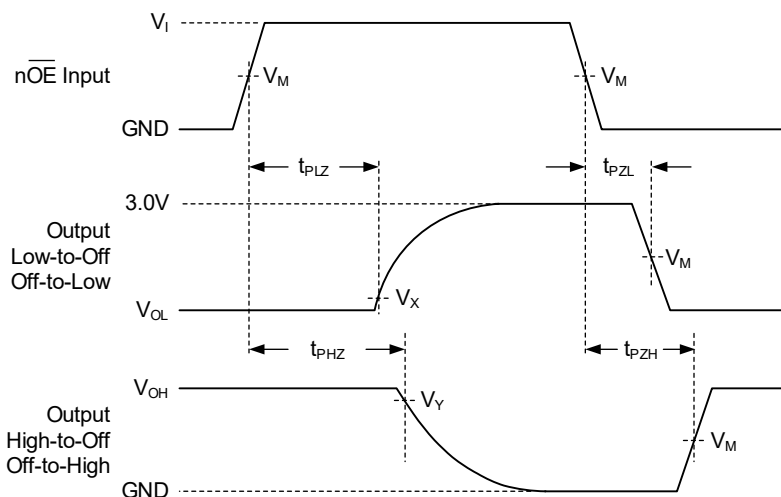 V_I
nO̅E̅ Input
V_M
V_M
GND
t_PLZ
t_PZL
3.0V
Output
Low-to-Off
Off-to-Low
V_M
V_X
V_OL
t_PHZ
t_PZH
V_OH
V_Y
Output
High-to-Off
Off-to-High
V_M
GND